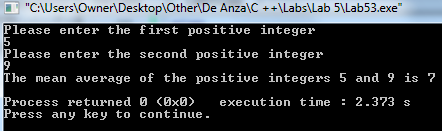 "C:\Users\Owner\Desktop\Other\De Anza\C ++\Labs\Lab 5\Lab53.exe"
Please enter the first positive integer
5
Please enter the second positive integer
9
The mean average of the positive integers 5 and 9 is 7
Process returned 0 (0x0)   execution time : 2.373 s
Press any key to continue.